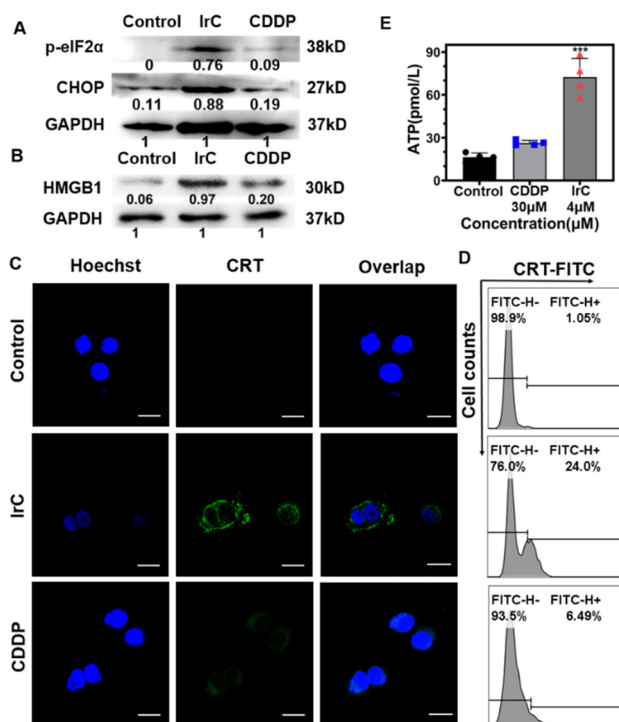 A
Control IrC CDDP
p-eIF2α 38kD
0 0.76 0.09
CHOP 27kD
0.11 0.88 0.19
GAPDH 37kD
1 1 1
B
Control IrC CDDP
HMGB1 30kD
0.06 0.97 0.20
GAPDH 37kD
1 1 1
E
ATP(pmol/L)
90
60
30
0
***
Control CDDP IrC
30μM 4μM
Concentration(μM)
C
Hoechst CRT Overlap
Control
IrC
CDDP
D
CRT-FITC
Cell counts
FITC-H- FITC-H+
98.9% 1.05%
FITC-H- FITC-H+
76.0% 24.0%
FITC-H- FITC-H+
93.5% 6.49%